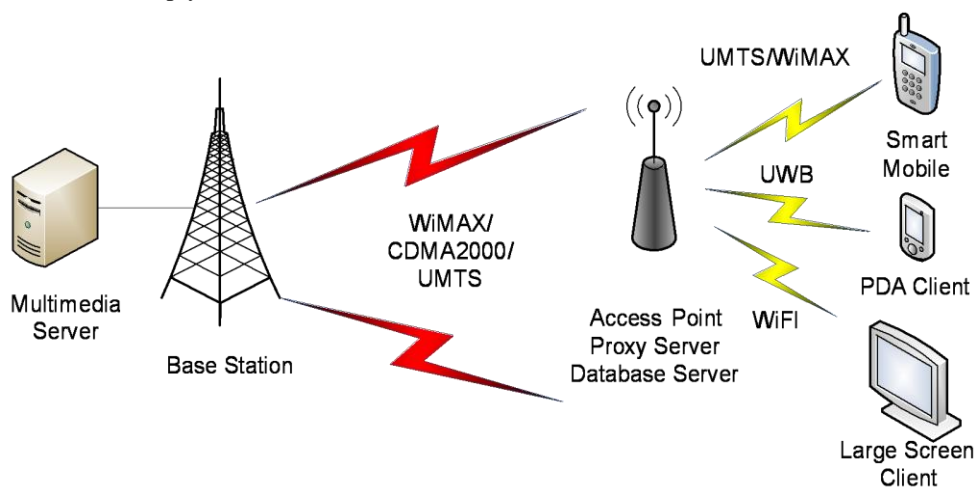 Multimedia
Server
Base Station
WiMAX/
CDMA2000/
UMTS
Access Point
Proxy Server
Database Server
UMTS/WiMAX
UWB
WiFI
Smart
Mobile
PDA Client
Large Screen
Client